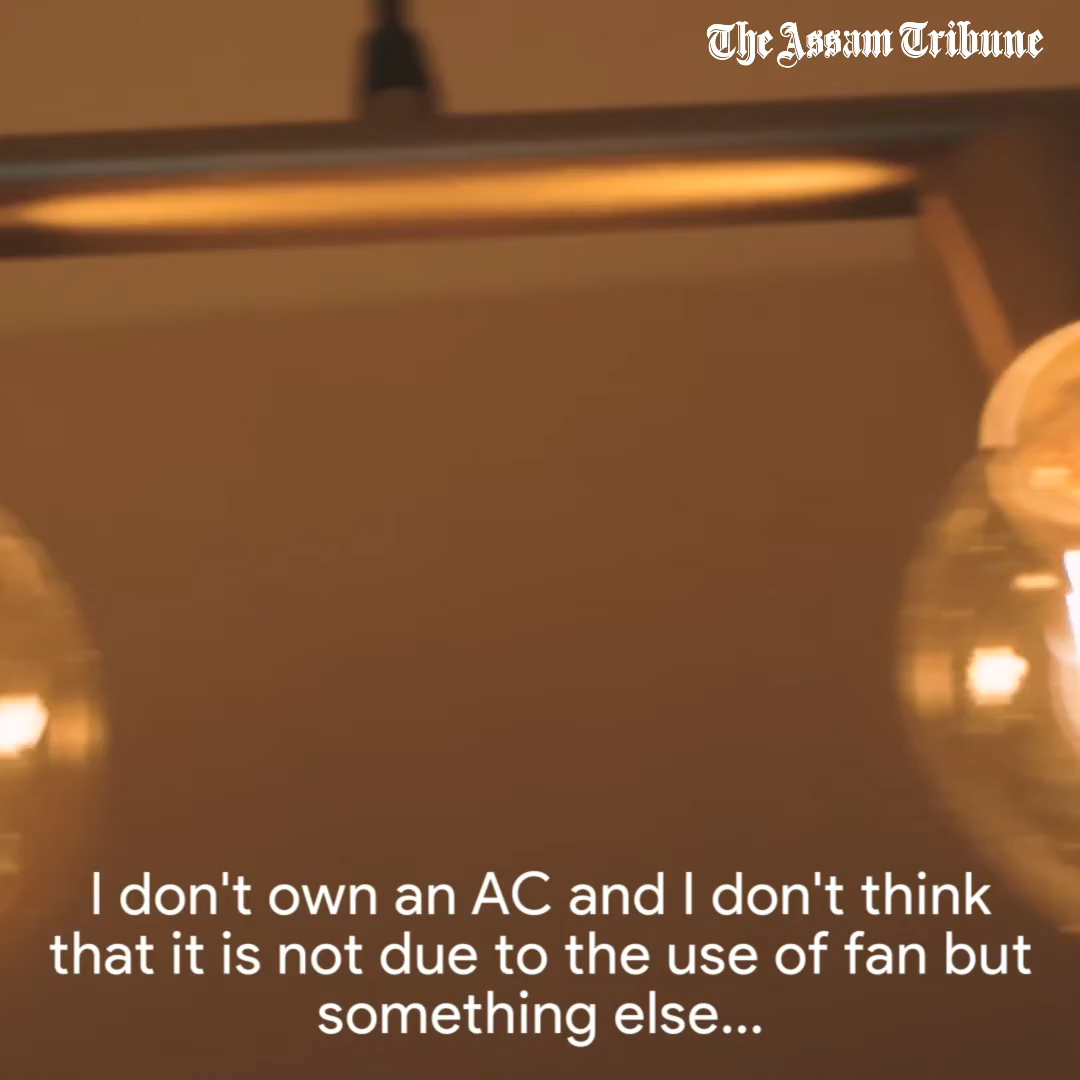 The Assam Tribune
I don't own an AC and I don't think
that it is not due to the use of fan but
something else...